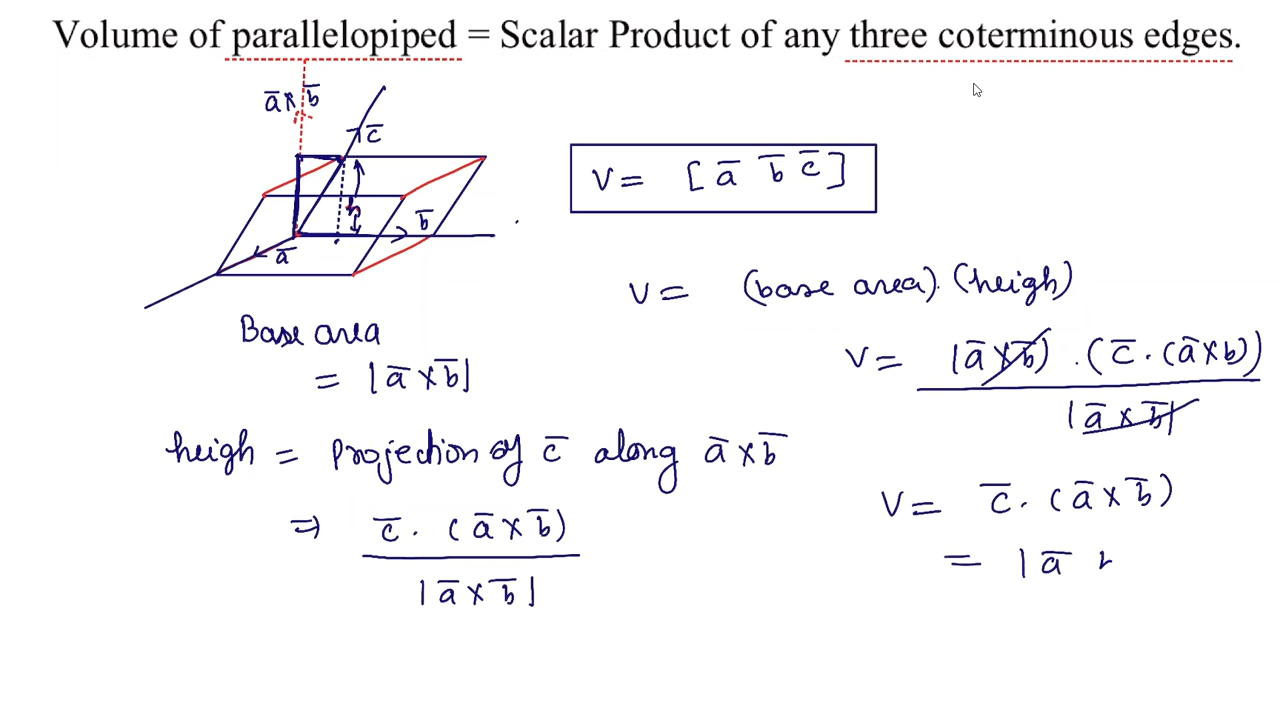 Volume of parallelopiped = Scalar Product of any three coterminous edges.
a̅ × b̅
c̅
h
b̅
a̅
V = [ a̅ b̅ c̅ ]
V = (base area). (heigh)
Base area
= |a̅ × b̅|
V = |a̅ × b̅) . (c̅ . (a̅ × b))
|a̅ × b̅|
heigh = projection of c̅ along a̅ × b̅
⇒ c̅ . (a̅ × b̅)
|a̅ × b̅|
V = c̅ . (a̅ × b̅)
= |a̅